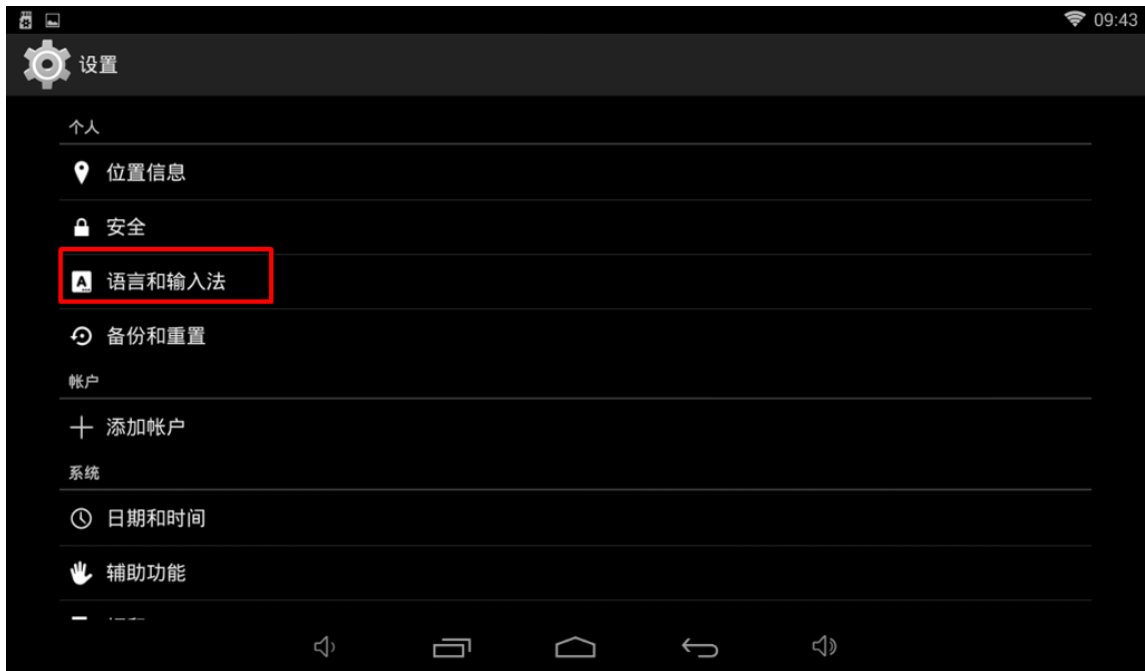 09:43
设置
个人
位置信息
安全
A 语言和输入法
备份和重置
帐户
添加帐户
系统
日期和时间
辅助功能